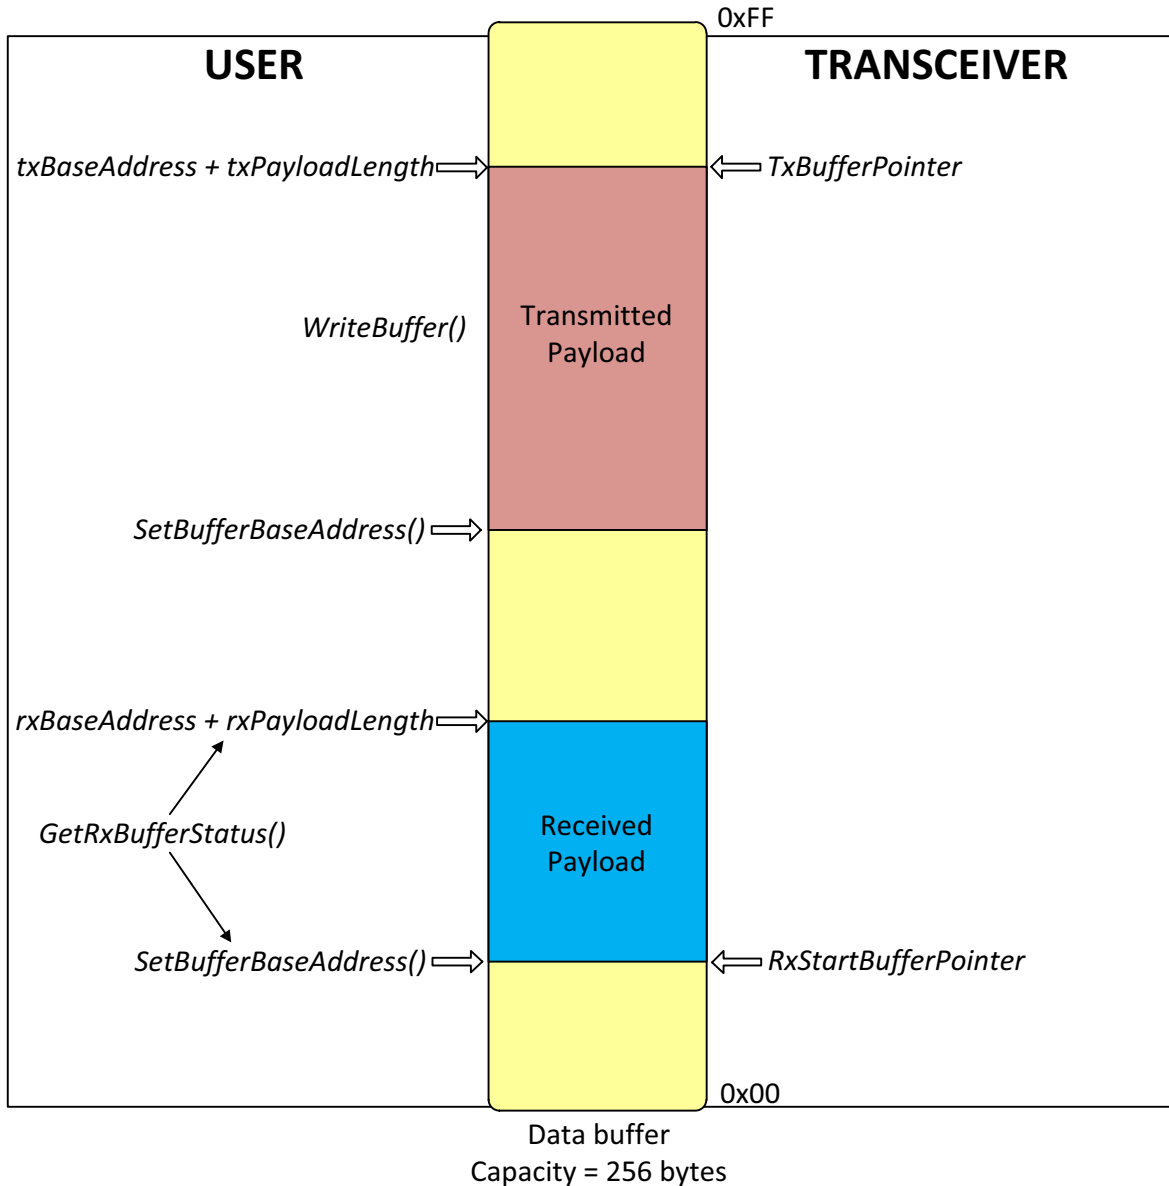 0xFF
USER
TRANSCEIVER
txBaseAddress + txPayloadLength
TxBufferPointer
WriteBuffer()
Transmitted
Payload
SetBufferBaseAddress()
rxBaseAddress + rxPayloadLength
GetRxBufferStatus()
Received
Payload
SetBufferBaseAddress()
RxStartBufferPointer
0x00
Data buffer
Capacity = 256 bytes